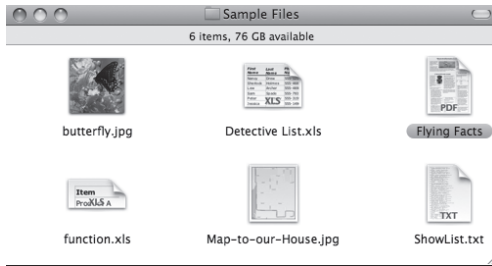 Sample Files
6 items, 76 GB available
XLS
PDF
butterfly.jpg
Detective List.xls
Flying Facts
Item
XLS
TXT
function.xls
Map-to-our-House.jpg
ShowList.txt